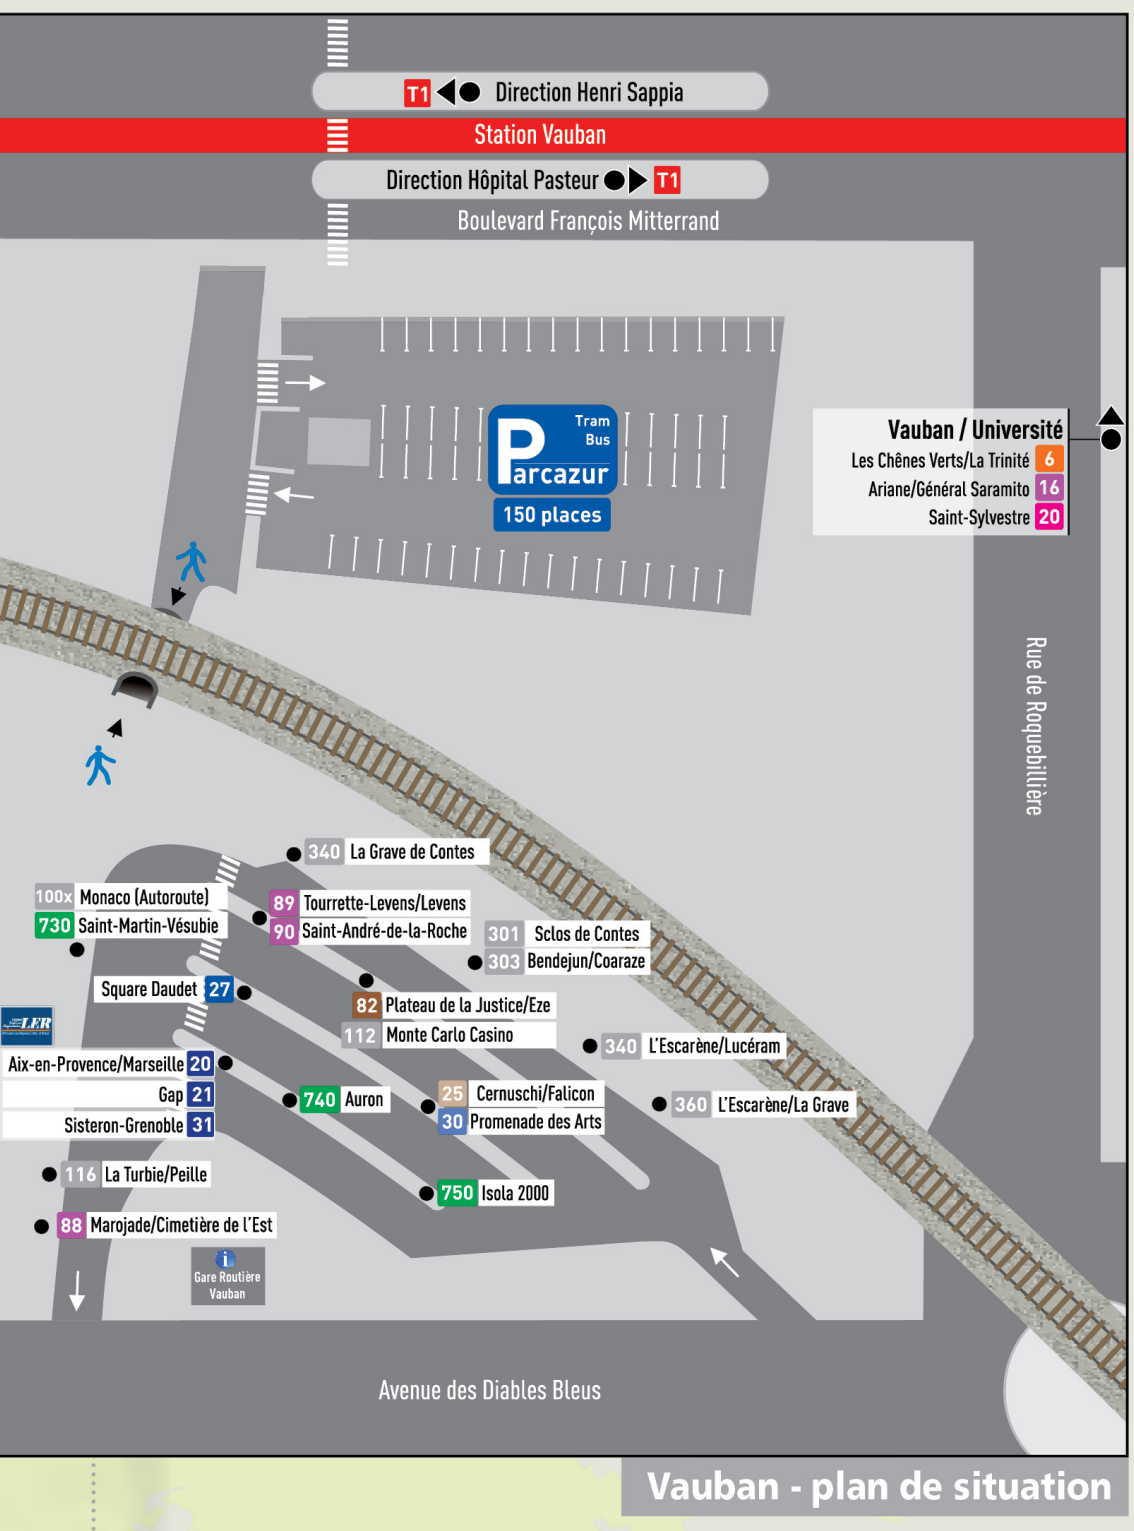 T1 Direction Henri Sappia
Station Vauban
Direction Hôpital Pasteur T1
Boulevard François Mitterrand
Tram
Bus
Parcazur
150 places
Vauban / Université
Les Chênes Verts/La Trinité 6
Ariane/Général Saramito 16
Saint-Sylvestre 20
Rue de Roquebillière
340 La Grave de Contes
100x Monaco (Autoroute)
730 Saint-Martin-Vésubie
89 Tourrette-Levens/Levens
90 Saint-André-de-la-Roche
301 Sclos de Contes
303 Bendejun/Coaraze
Square Daudet 27
82 Plateau de la Justice/Eze
112 Monte Carlo Casino
LER
340 L'Escarène/Lucéram
Aix-en-Provence/Marseille 20
Gap 21
Sisteron-Grenoble 31
740 Auron
25 Cernuschi/Falicon
30 Promenade des Arts
360 L'Escarène/La Grave
116 La Turbie/Peille
750 Isola 2000
88 Marojade/Cimetière de l'Est
i
Gare Routière
Vauban
Avenue des Diables Bleus
Vauban - plan de situation